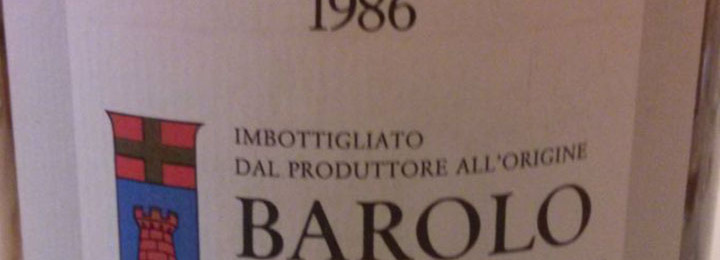 1986
IMBOTTIGLIATO
DAL PRODUTTORE ALL'ORIGINE
BAROLO